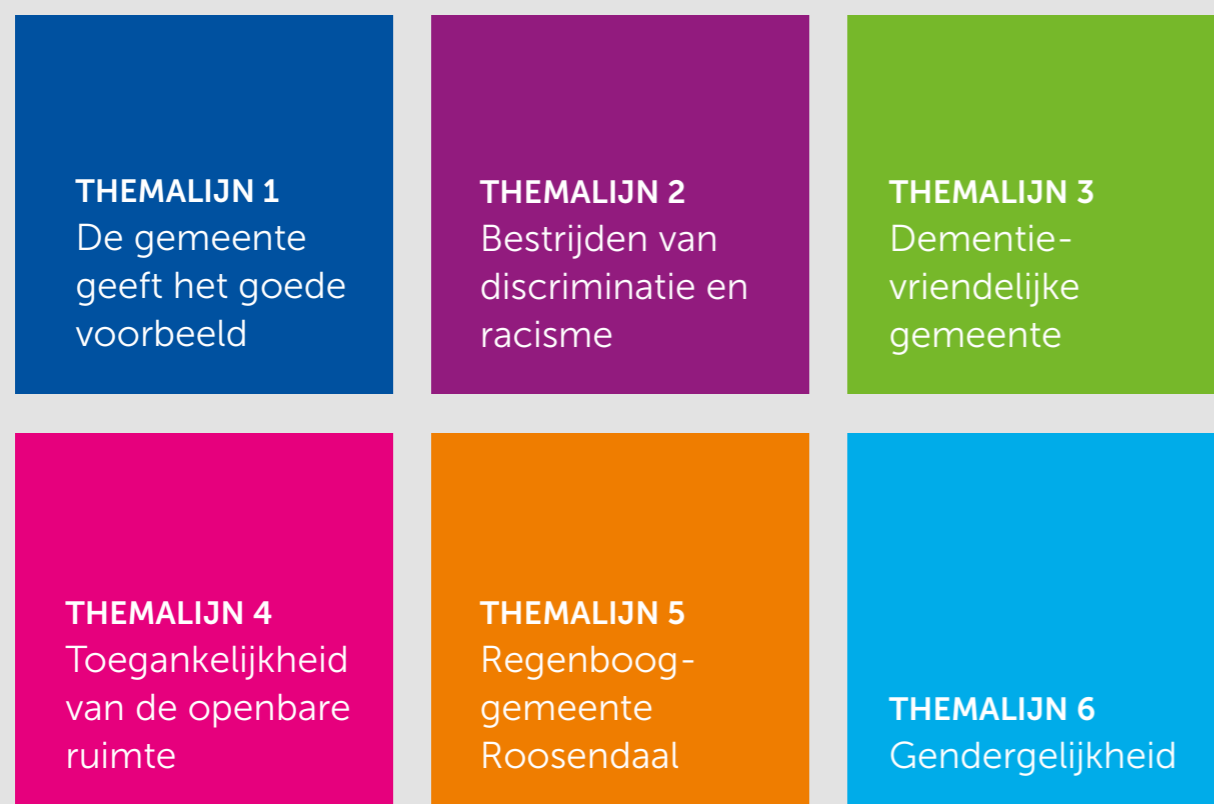 THEMALIJN 1
De gemeente
geeft het goede
voorbeeld
THEMALIJN 2
Bestrijden van
discriminatie en
racisme
THEMALIJN 3
Dementie-
vriendelijke
gemeente
THEMALIJN 4
Toegankelijkheid
van de openbare
ruimte
THEMALIJN 5
Regenboog-
gemeente
Roosendaal
THEMALIJN 6
Gendergelijkheid